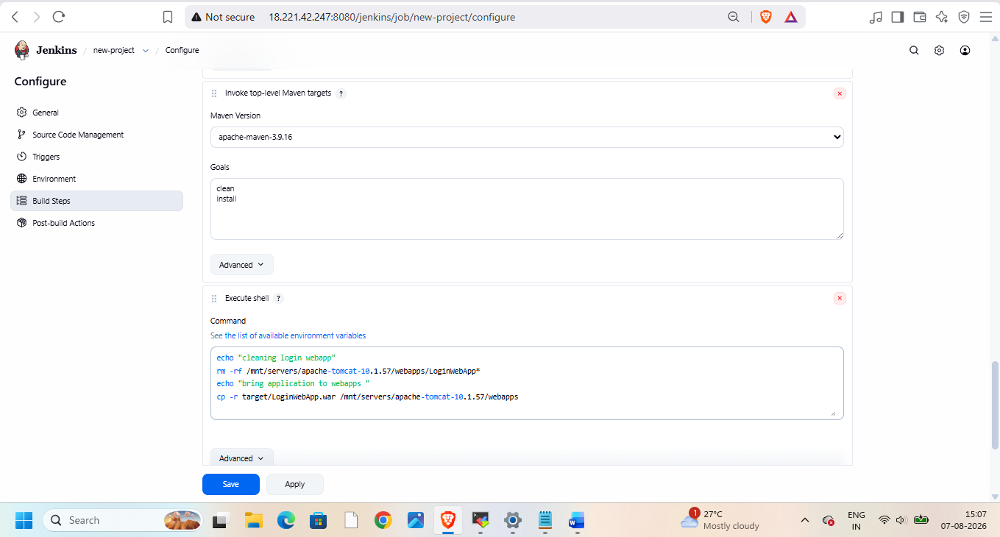 Not secure 18.221.42.247:8080/jenkins/job/new-project/configure
Jenkins / new-project / Configure
Configure
General
Source Code Management
Triggers
Environment
Build Steps
Post-build Actions
Invoke top-level Maven targets ?
Maven Version
apache-maven-3.9.16
Goals
clean
install
Advanced
Execute shell ?
Command
See the list of available environment variables
echo "cleaning login webapp"
rm -rf /mnt/servers/apache-tomcat-10.1.57/webapps/LoginWebApp*
echo "bring application to webapps "
cp -r target/LoginWebApp.war /mnt/servers/apache-tomcat-10.1.57/webapps
Advanced
Save Apply
Search
1
27°C
Mostly cloudy
ENG
IN
15:07
07-08-2026